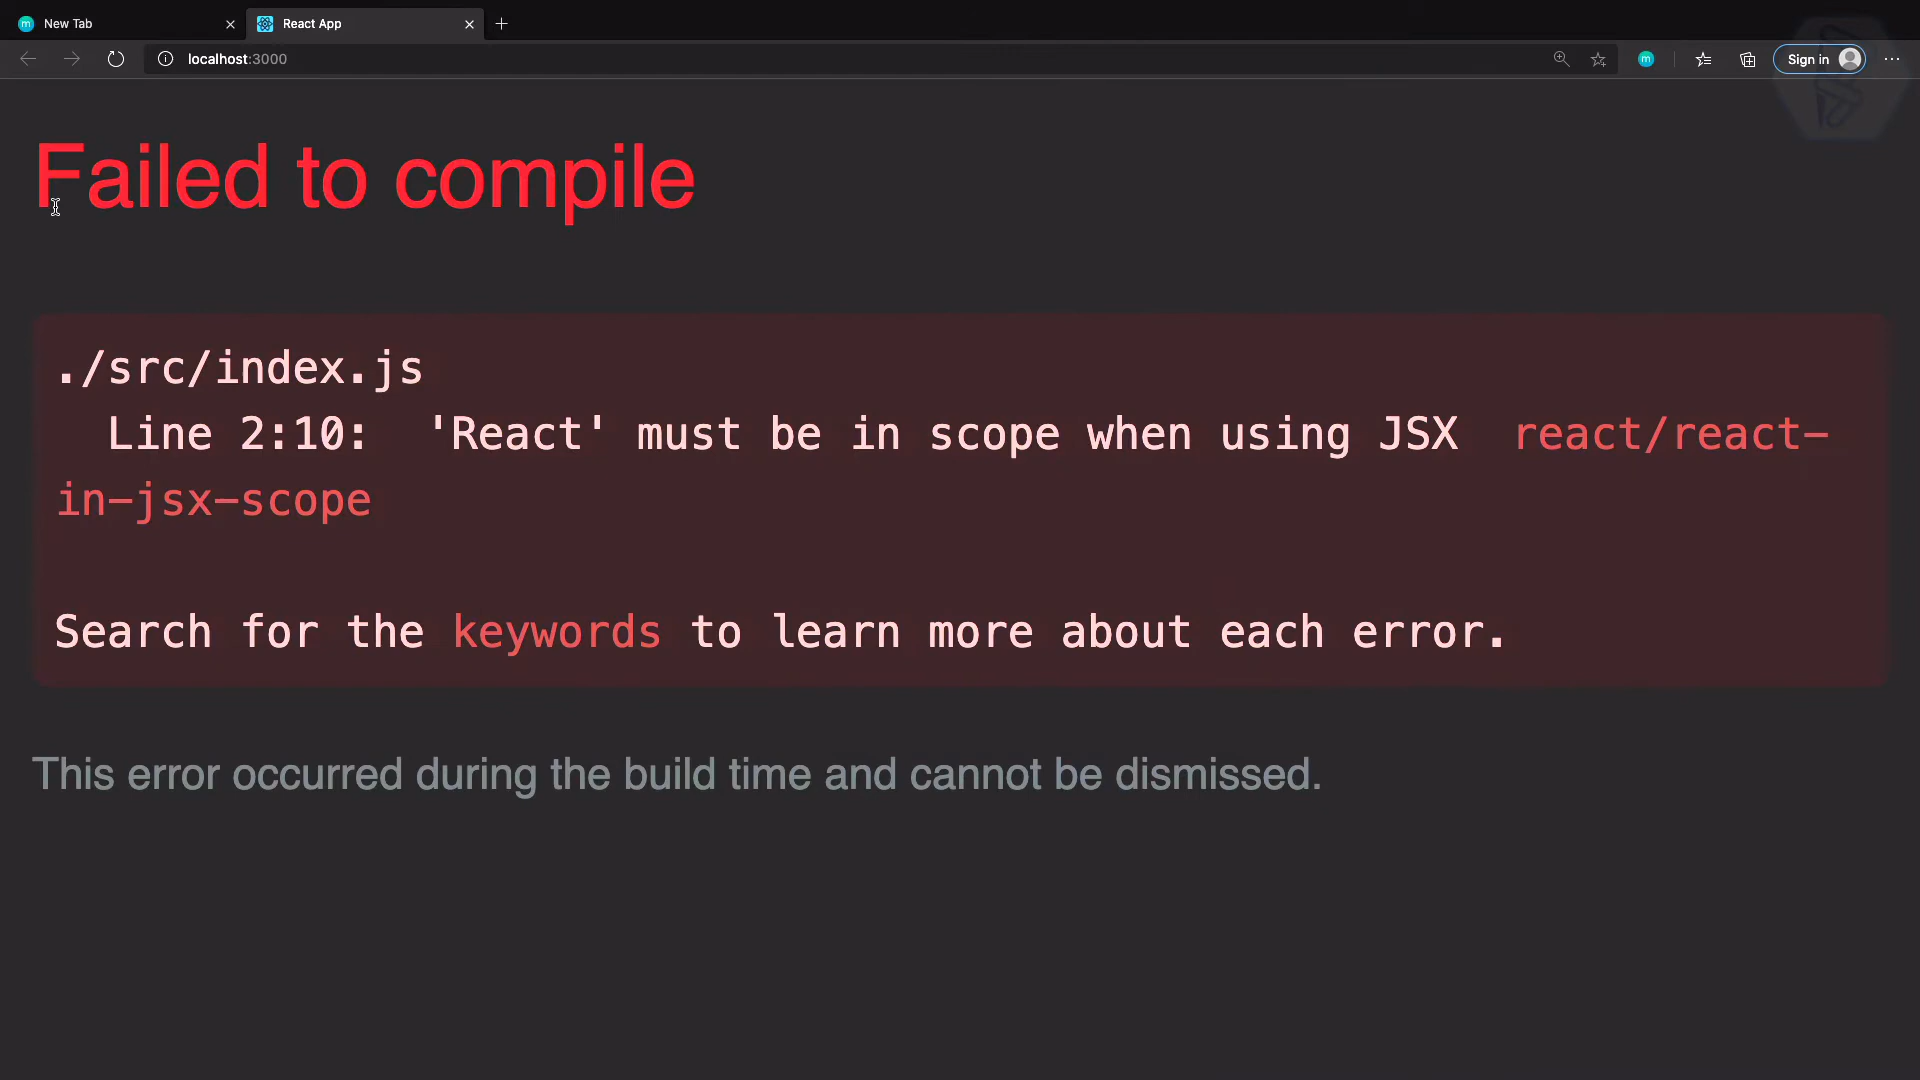 m New Tab
React App
localhost:3000
m
Sign in
Failed to compile
./src/index.js
Line 2:10: 'React' must be in scope when using JSX react/react-
in-jsx-scope
Search for the keywords to learn more about each error.
This error occurred during the build time and cannot be dismissed.